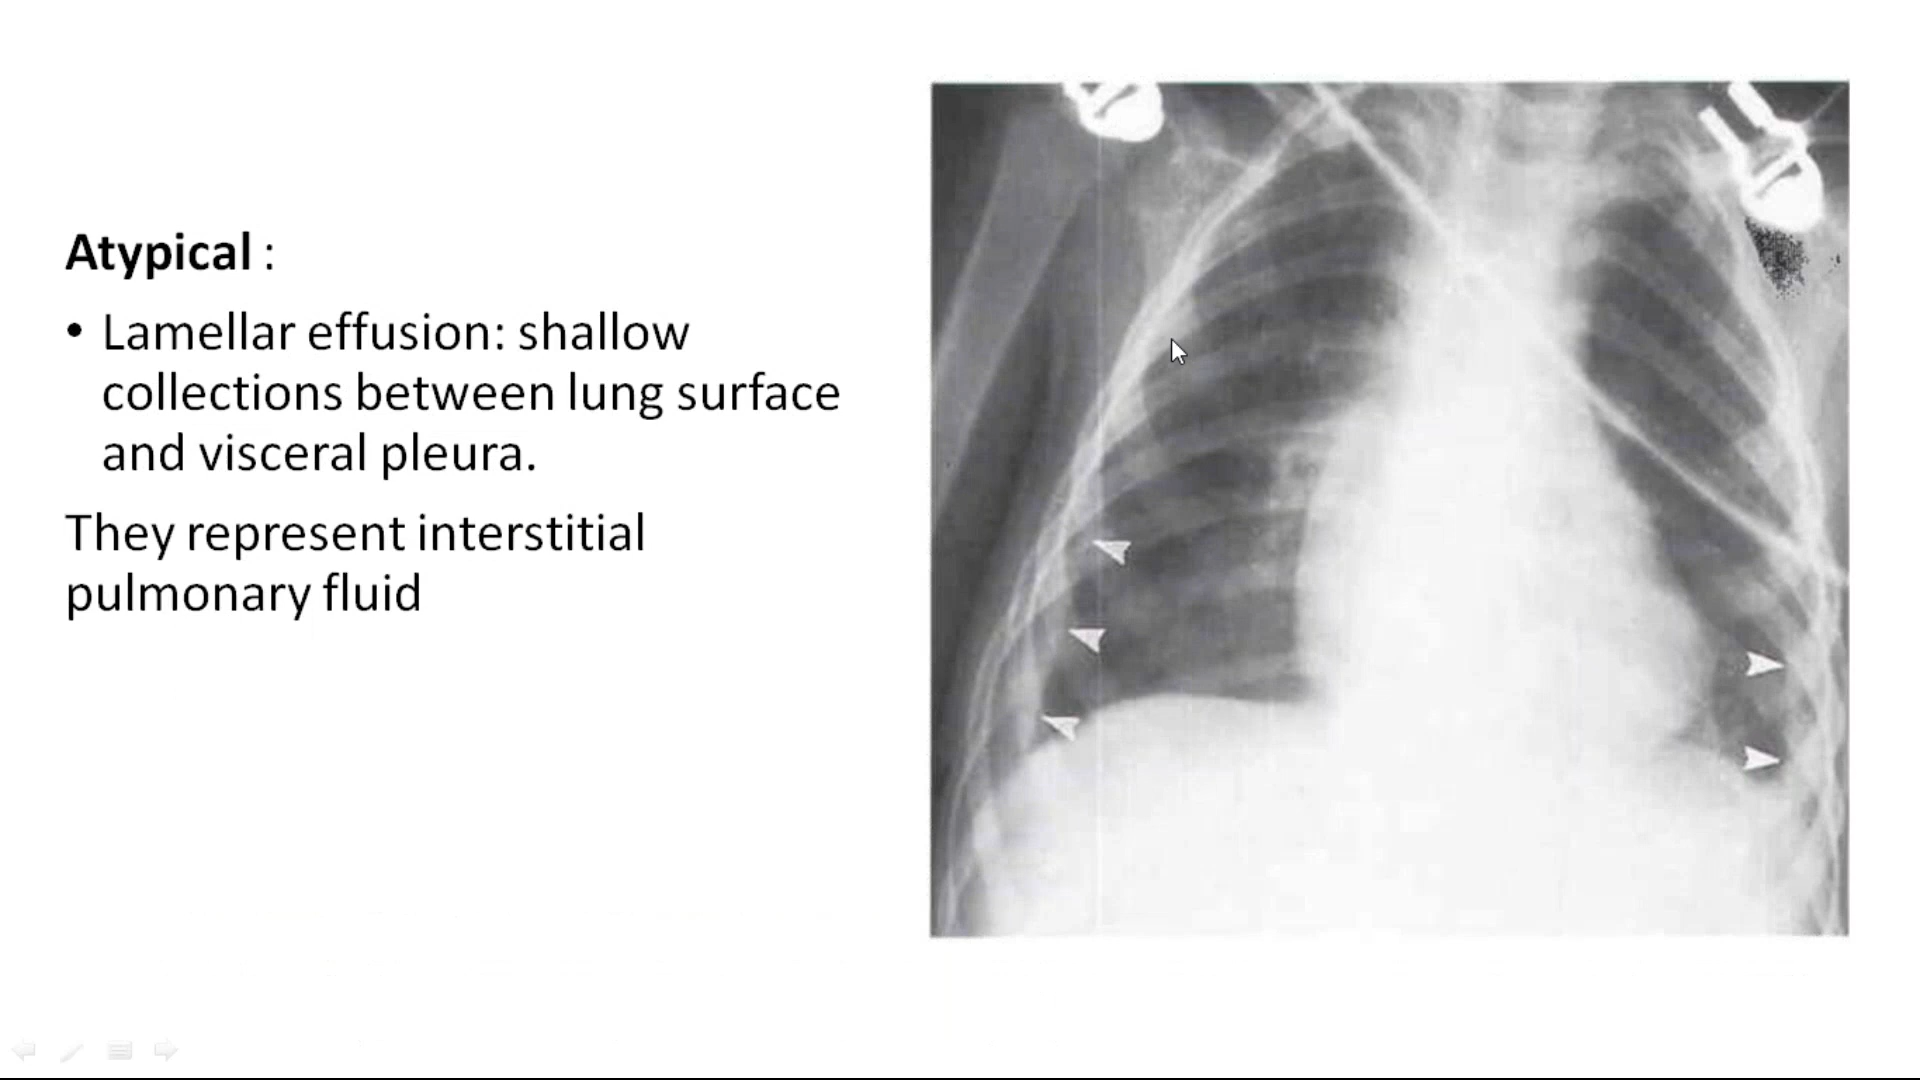 Atypical :
• Lamellar effusion: shallow
collections between lung surface
and visceral pleura.
They represent interstitial
pulmonary fluid